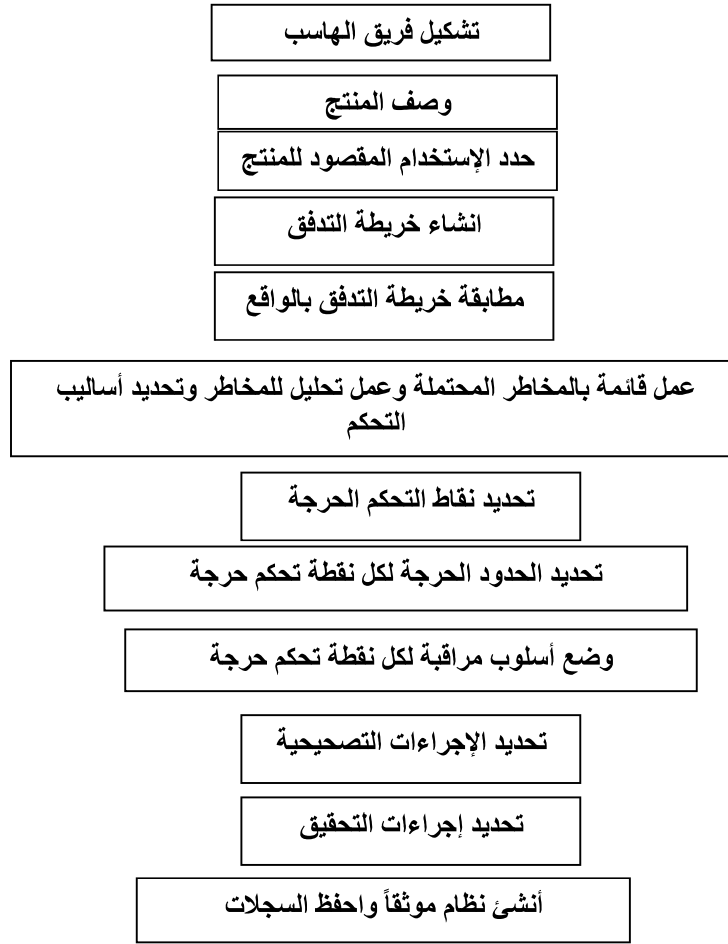 تشكيل فريق الهاسب
وصف المنتج
حدد الإستخدام المقصود للمنتج
انشاء خريطة التدفق
مطابقة خريطة التدفق بالواقع
عمل قائمة بالمخاطر المحتملة وعمل تحليل للمخاطر وتحديد أساليب
التحكم
تحديد نقاط التحكم الحرجة
تحديد الحدود الحرجة لكل نقطة تحكم حرجة
وضع أسلوب مراقبة لكل نقطة تحكم حرجة
تحديد الإجراءات التصحيحية
تحديد إجراءات التحقيق
أنشئ نظام موثقاً واحفظ السجلات